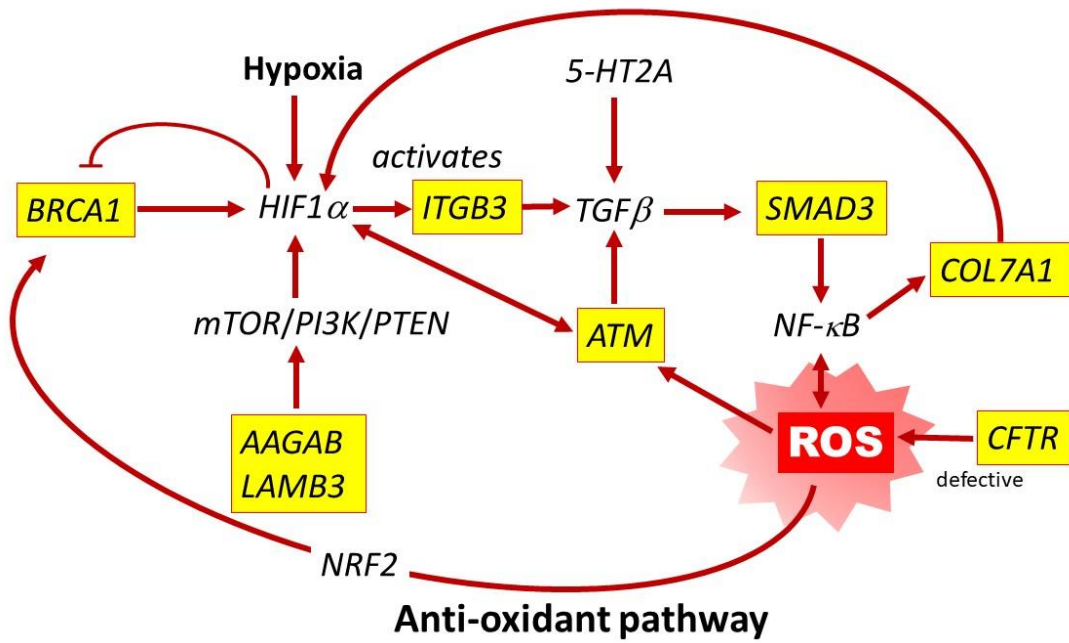 Hypoxia
5-HT2A
activates
BRCA1
HIF1α
ITGB3
TGFβ
SMAD3
COL7A1
mTOR/PI3K/PTEN
ATM
NF-κB
AAGAB
LAMB3
ROS
CFTR
defective
NRF2
Anti-oxidant pathway